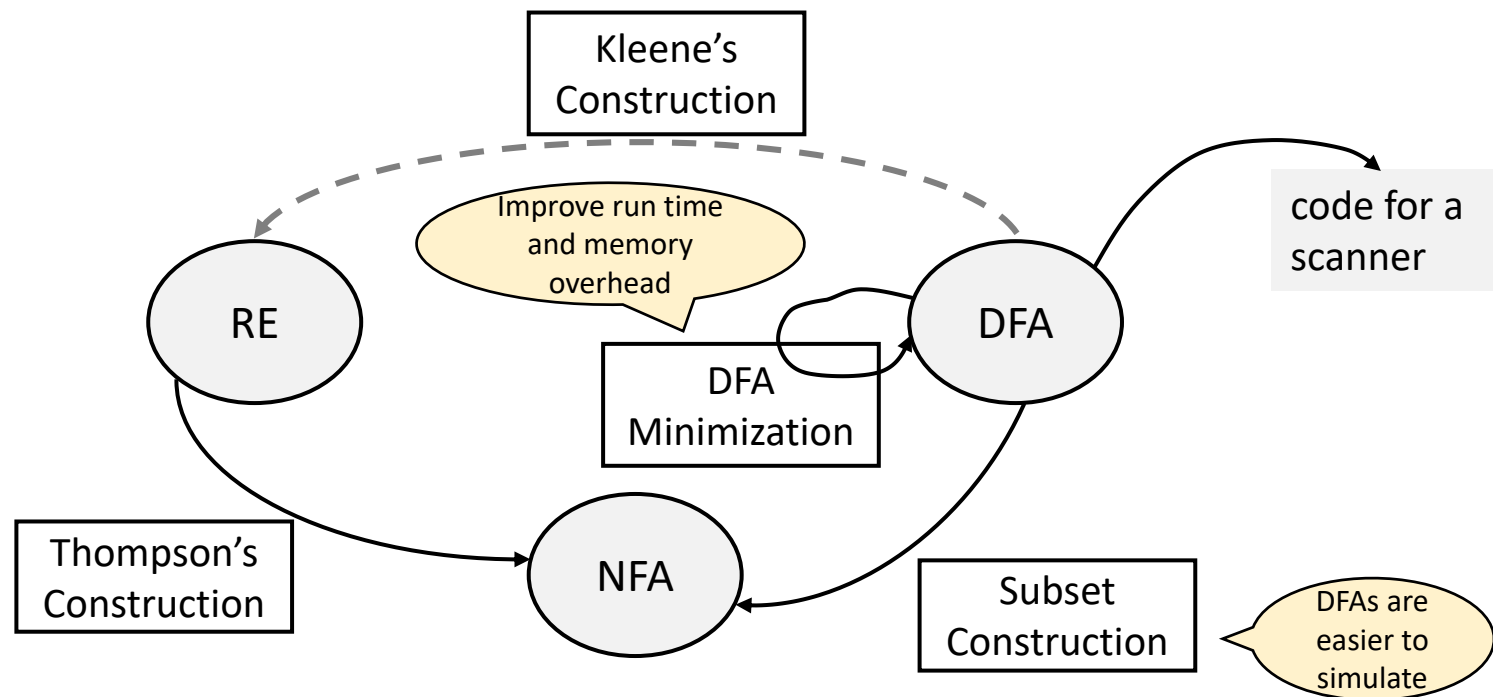 Kleene’s
Construction
Improve run time
and memory
overhead
code for a
scanner
RE
DFA
DFA
Minimization
Thompson’s
Construction
NFA
Subset
Construction
DFAs are
easier to
simulate